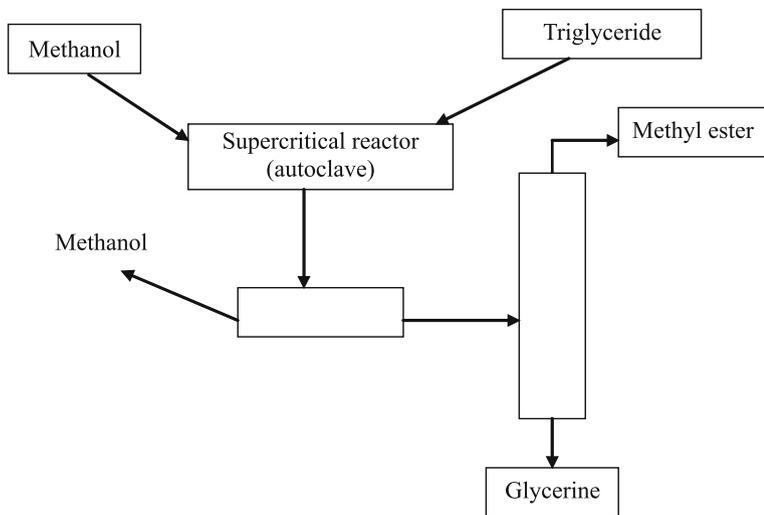 Methanol
Triglyceride
Supercritical reactor
(autoclave)
Methyl ester
Methanol
Glycerine